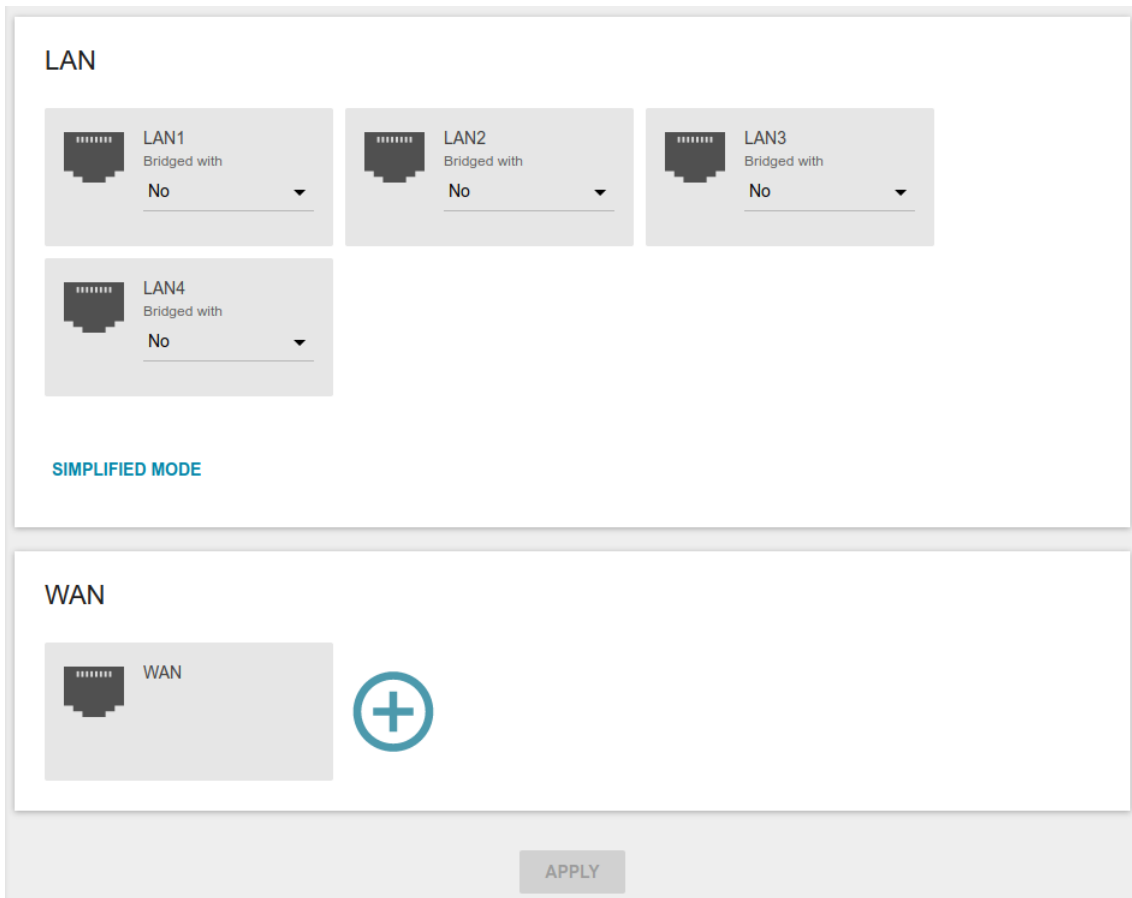 LAN
LAN1
Bridged with
No
LAN2
Bridged with
No
LAN3
Bridged with
No
LAN4
Bridged with
No
SIMPLIFIED MODE
WAN
WAN
APPLY